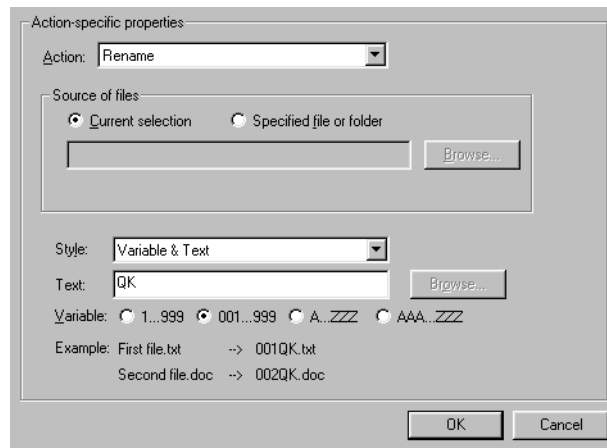 Action-specific properties
Action: Rename
Source of files
Current selection Specified file or folder
Browse...
Style: Variable & Text
Text: QK Browse...
Variable: 1...999 001...999 A...ZZZ AAA...ZZZ
Example: First file.txt --> 001QK.txt
Second file.doc --> 002QK.doc
OK Cancel